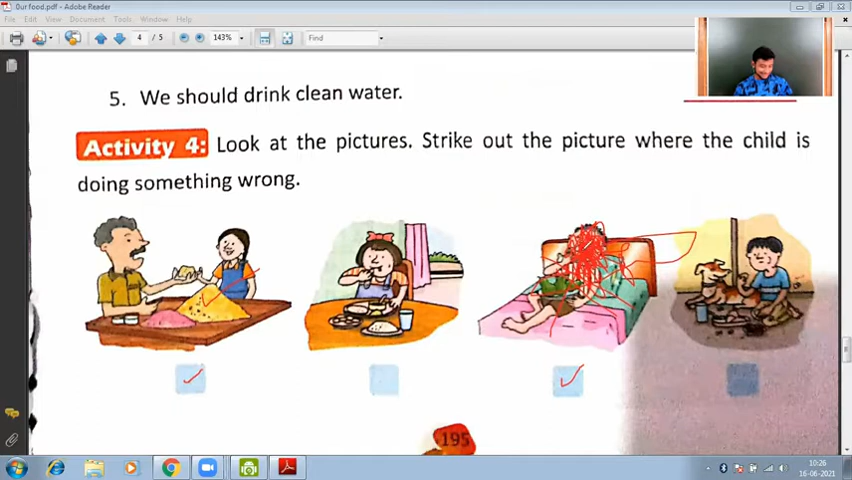 Our food.pdf - Adobe Reader
File Edit View Document Tools Window Help
4 / 5 143% Find
5. We should drink clean water.
Activity 4: Look at the pictures. Strike out the picture where the child is
doing something wrong.
195
10:26
16-06-2021